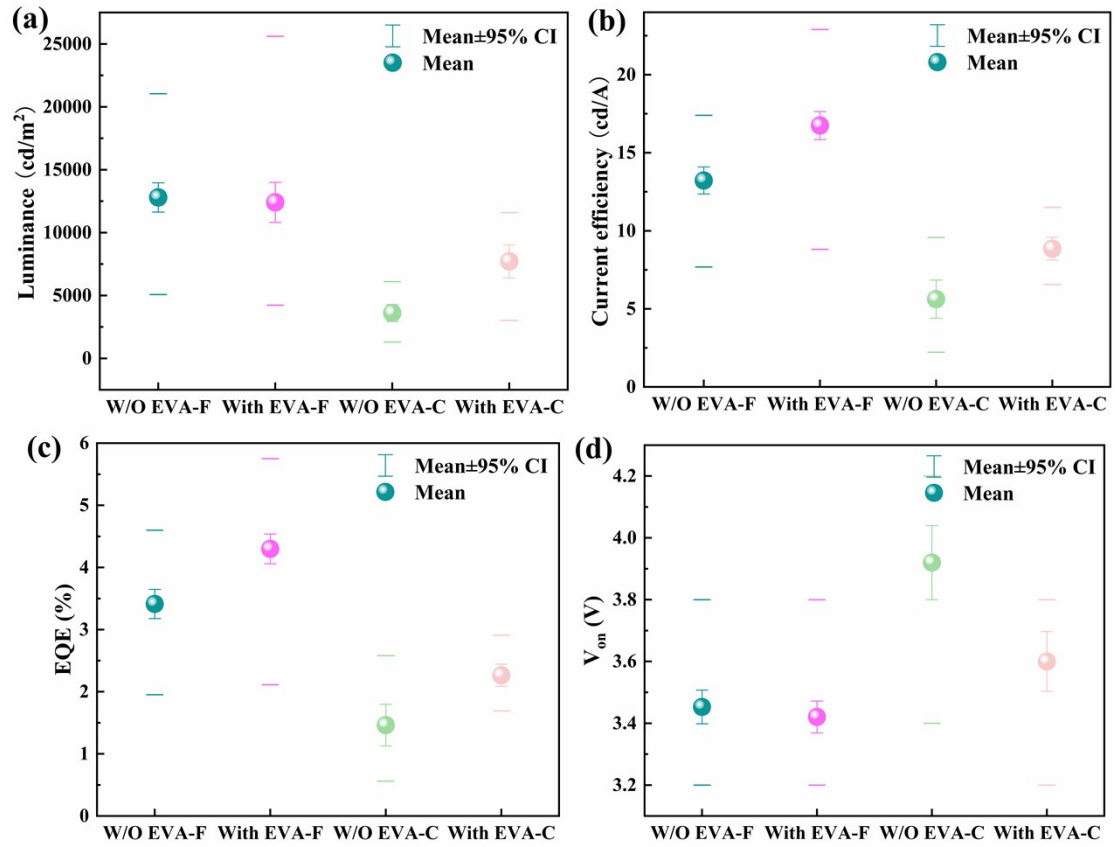 (a)
Mean±95% CI
Mean
Luminance (cd/m²)
25000
20000
15000
10000
5000
0
W/O EVA-F With EVA-F W/O EVA-C With EVA-C
(b)
Mean±95% CI
Mean
Current efficiency (cd/A)
20
15
10
5
0
W/O EVA-F With EVA-F W/O EVA-C With EVA-C
(c)
Mean±95% CI
Mean
EQE (%)
6
5
4
3
2
1
0
W/O EVA-F With EVA-F W/O EVA-C With EVA-C
(d)
Mean±95% CI
Mean
Von (V)
4.2
4.0
3.8
3.6
3.4
3.2
W/O EVA-F With EVA-F W/O EVA-C With EVA-C